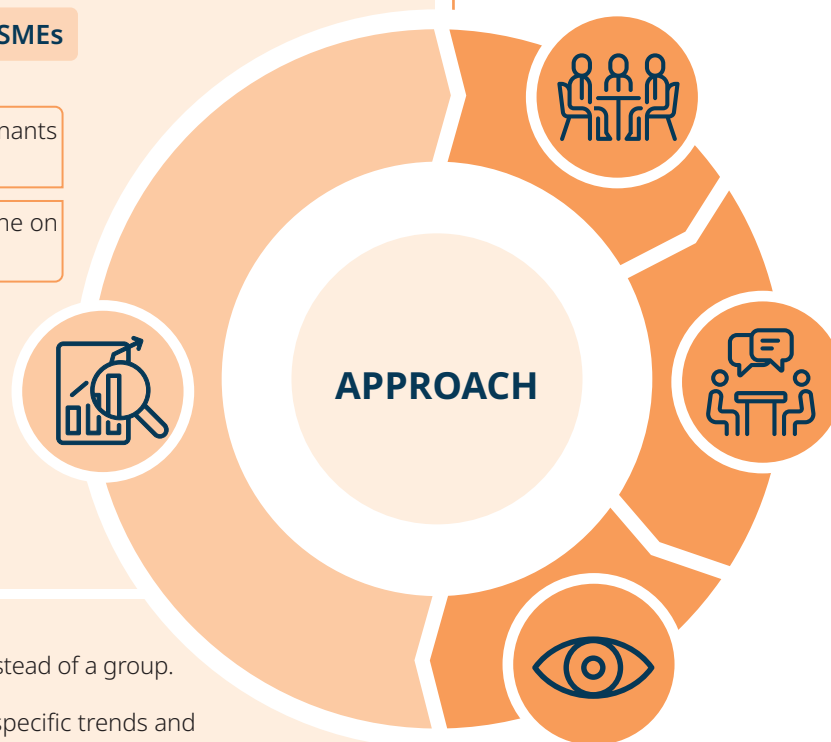 SMEs
nants
ne on
APPROACH
stead of a group.
specific trends and